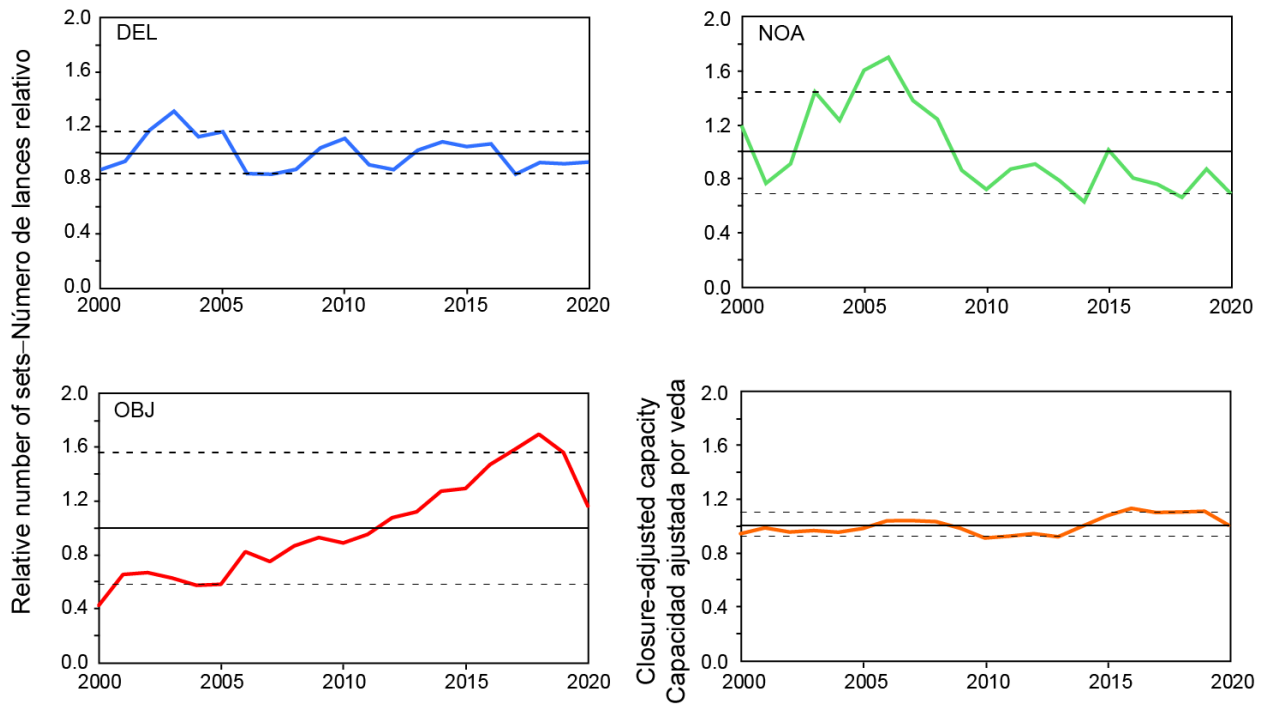 Relative number of sets–Número de lances relativo
DEL
2.0
1.6
1.2
0.8
0.4
0.0
2000 2005 2010 2015 2020
NOA
2.0
1.6
1.2
0.8
0.4
0.0
2000 2005 2010 2015 2020
OBJ
2.0
1.6
1.2
0.8
0.4
0.0
2000 2005 2010 2015 2020
Closure-adjusted capacity
Capacidad ajustada por veda
2.0
1.6
1.2
0.8
0.4
0.0
2000 2005 2010 2015 2020